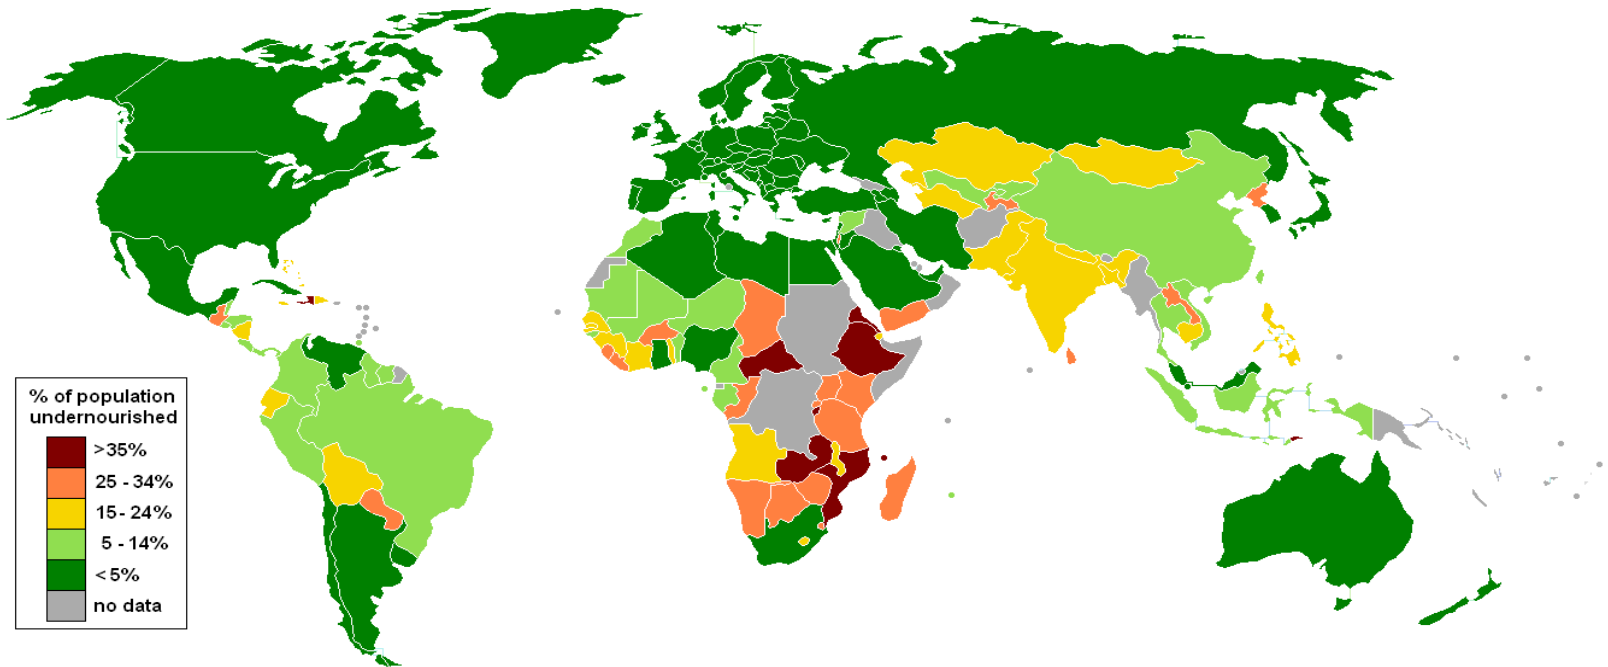 % of population
undernourished
>35%
25 - 34%
15 - 24%
5 - 14%
<5%
no data